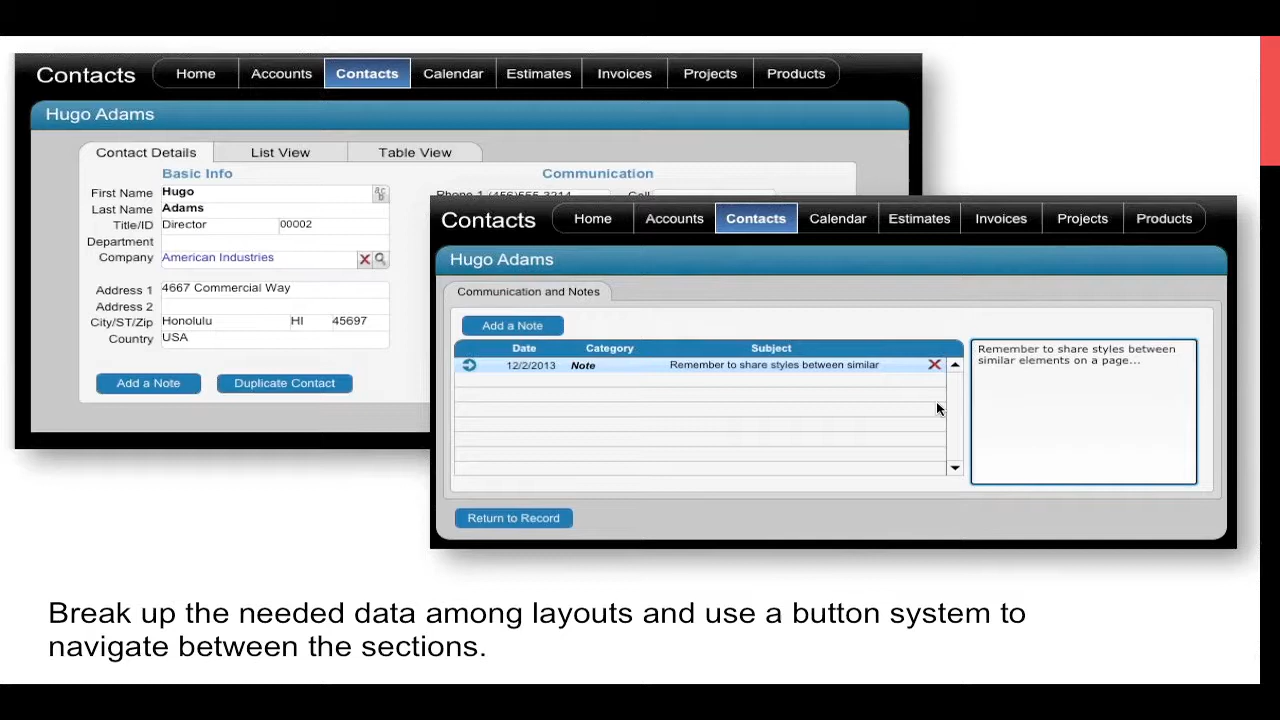 Contacts Home Accounts Contacts Calendar Estimates Invoices Projects Products
Hugo Adams
Contact Details List View Table View
Basic Info Communication
First Name Hugo
Last Name Adams
Title/ID Director 00002
Department
Company American Industries
Address 1 4667 Commercial Way
Address 2
City/ST/Zip Honolulu HI 45697
Country USA
Add a Note Duplicate Contact
Contacts Home Accounts Contacts Calendar Estimates Invoices Projects Products
Hugo Adams
Communication and Notes
Add a Note
Date Category Subject
12/2/2013 Note Remember to share styles between similar
Remember to share styles between
similar elements on a page...
Return to Record
Break up the needed data among layouts and use a button system to
navigate between the sections.